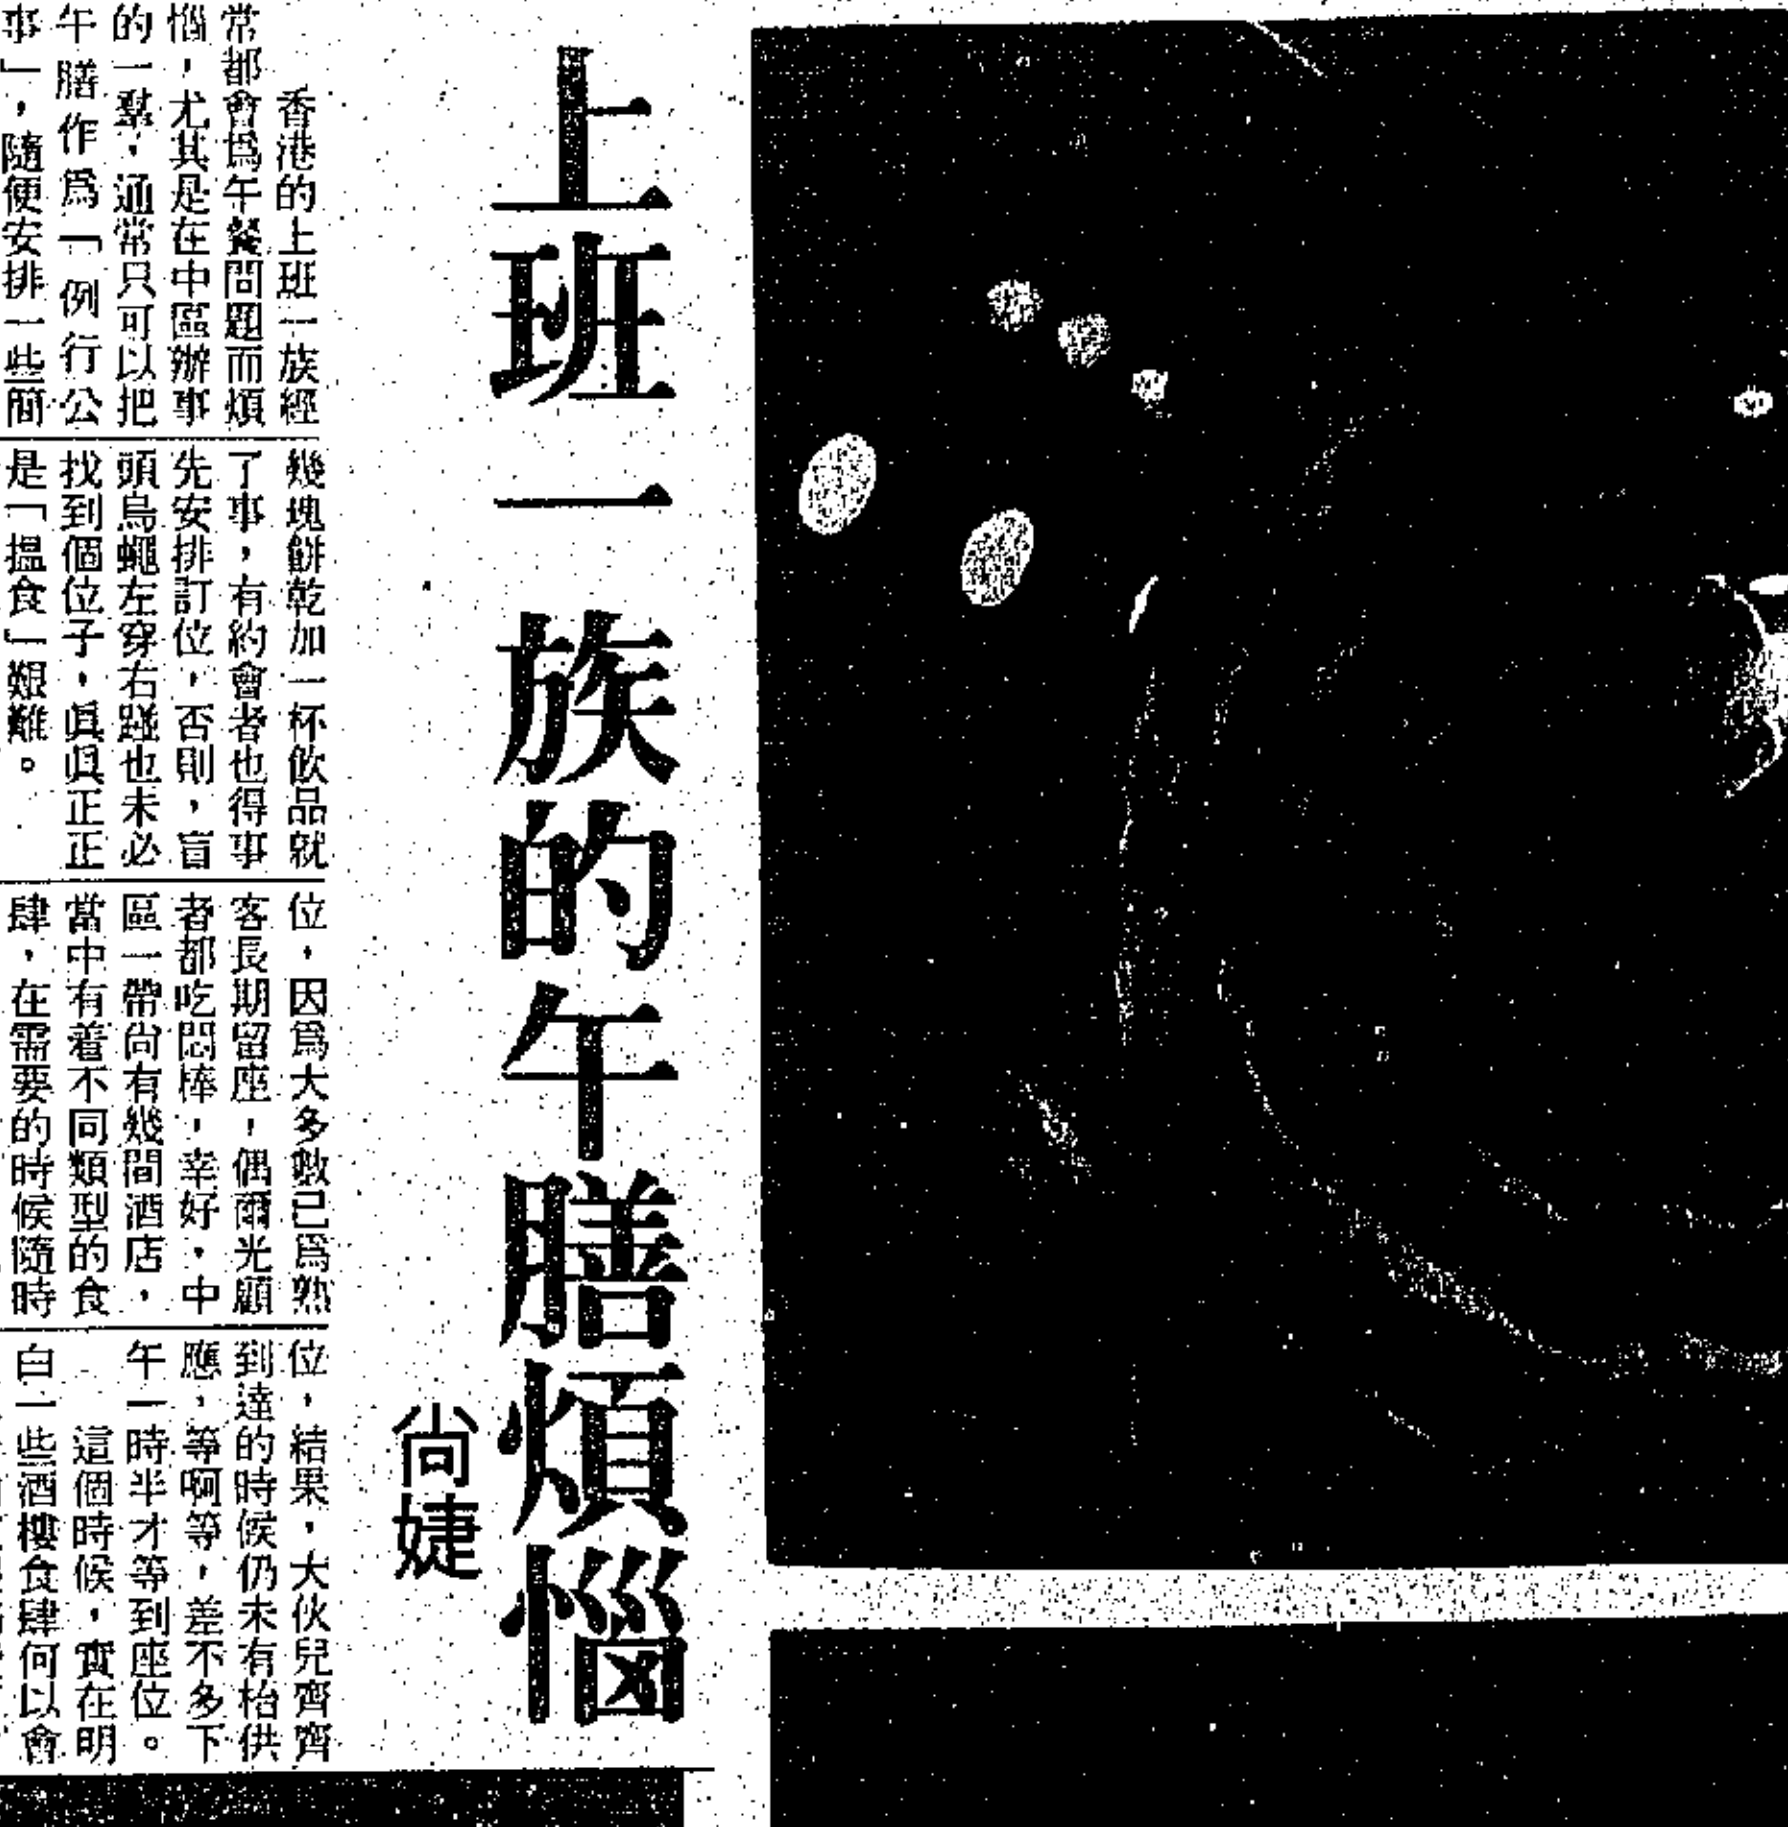 上班一族的午膳煩惱
尚婕
香港的上班一族經
常都會爲午餐問題而煩
惱，尤其是在中區辦事
的一羣，通常只可以把
午膳作爲「例行公
事」，隨便安排一些簡
幾塊餅乾加一杯飲品就
了事，有約會者也得事
先安排訂位，否則，盲
頭烏蠅左穿右踫也未必
找到個位子，眞眞正正
是「搵食」艱難。
位，因爲大多數已爲熟
客長期留座，偶爾光顧
者都吃悶棒，幸好，中
區一帶尚有幾間酒店，
當中有着不同類型的食
肆，在需要的時候隨時
位，結果，大伙兒齊齊
到達的時候仍未有枱供
應，等啊等，差不多下
午一時半才等到座位。
這個時候，實在明
白一些酒樓食肆何以會